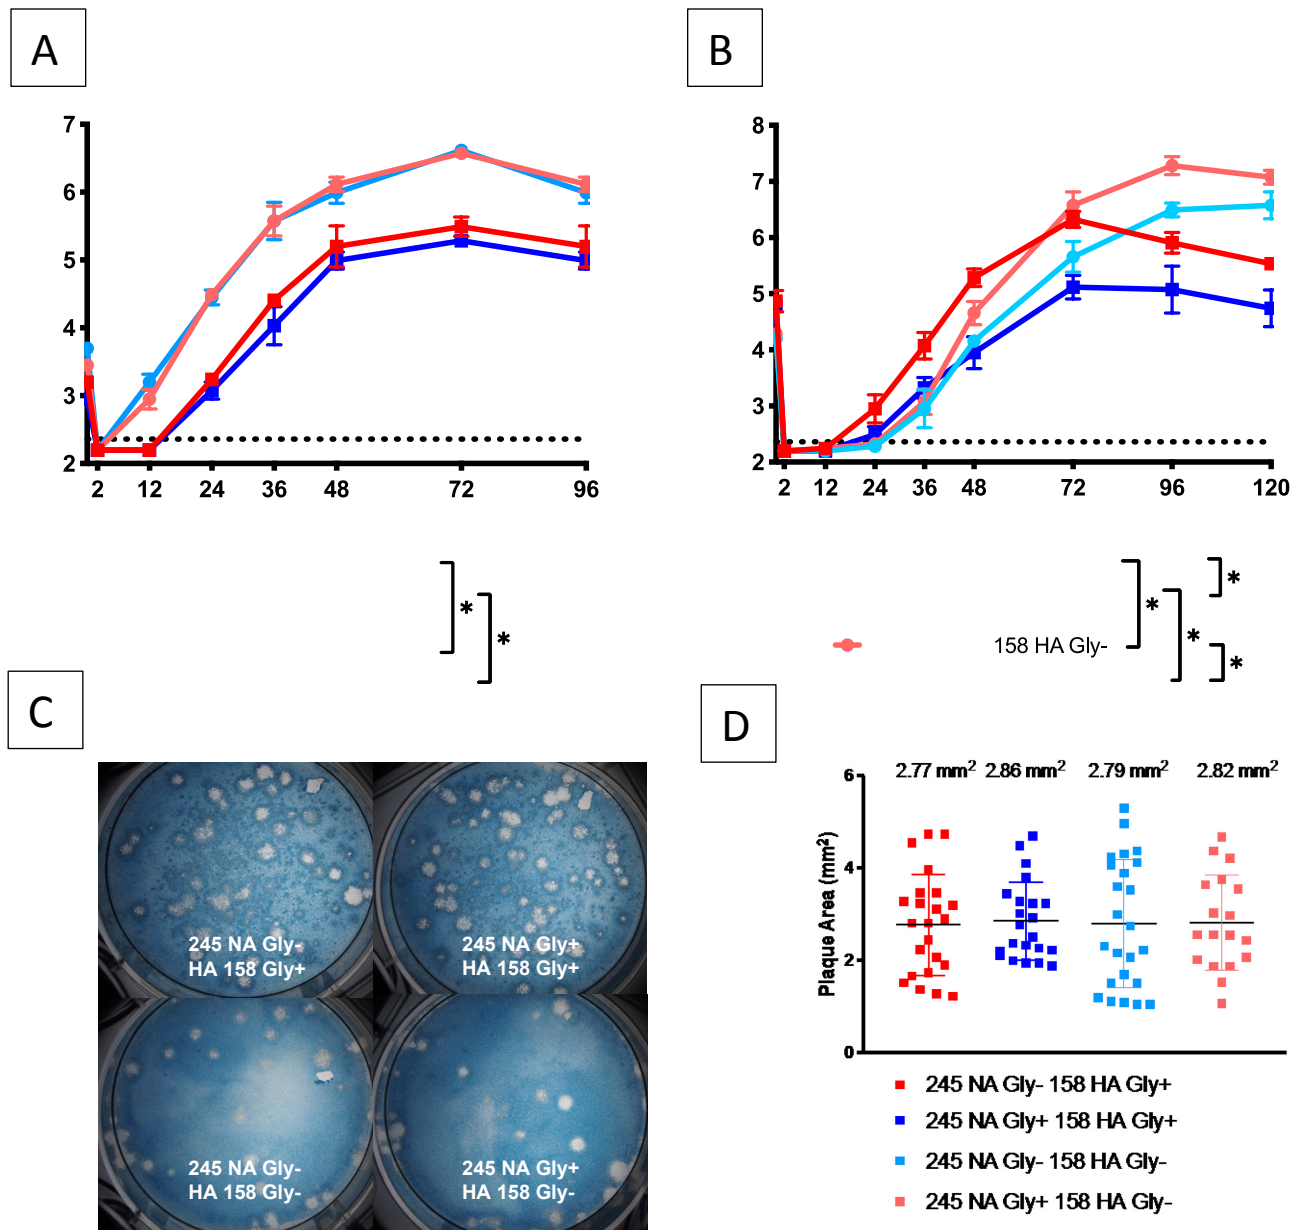 A
B
7
6
5
4
3
2
2 12 24 36 48 72 96
8
7
6
5
4
3
2
2 12 24 36 48 72 96 120
*
*
*
*
*
*
158 HA Gly-
C
D
245 NA Gly-
HA 158 Gly+
245 NA Gly+
HA 158 Gly+
245 NA Gly-
HA 158 Gly-
245 NA Gly+
HA 158 Gly-
2.77 mm² 2.86 mm² 2.79 mm² 2.82 mm²
Plaque Area (mm²)
6
4
2
0
245 NA Gly- 158 HA Gly+
245 NA Gly+ 158 HA Gly+
245 NA Gly- 158 HA Gly-
245 NA Gly+ 158 HA Gly-